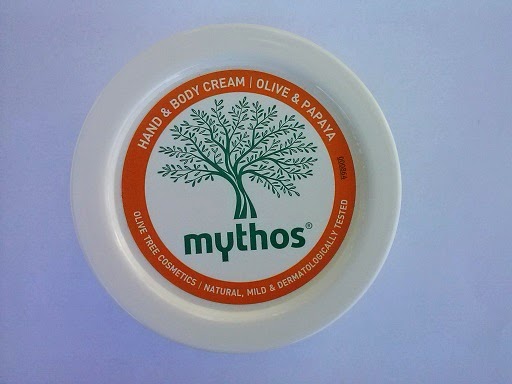 HAND & BODY CREAM | OLIVE & PAPAYA
mythos®
OLIVE TREE COSMETICS | NATURAL, MILD & DERMATOLOGICALLY TESTED